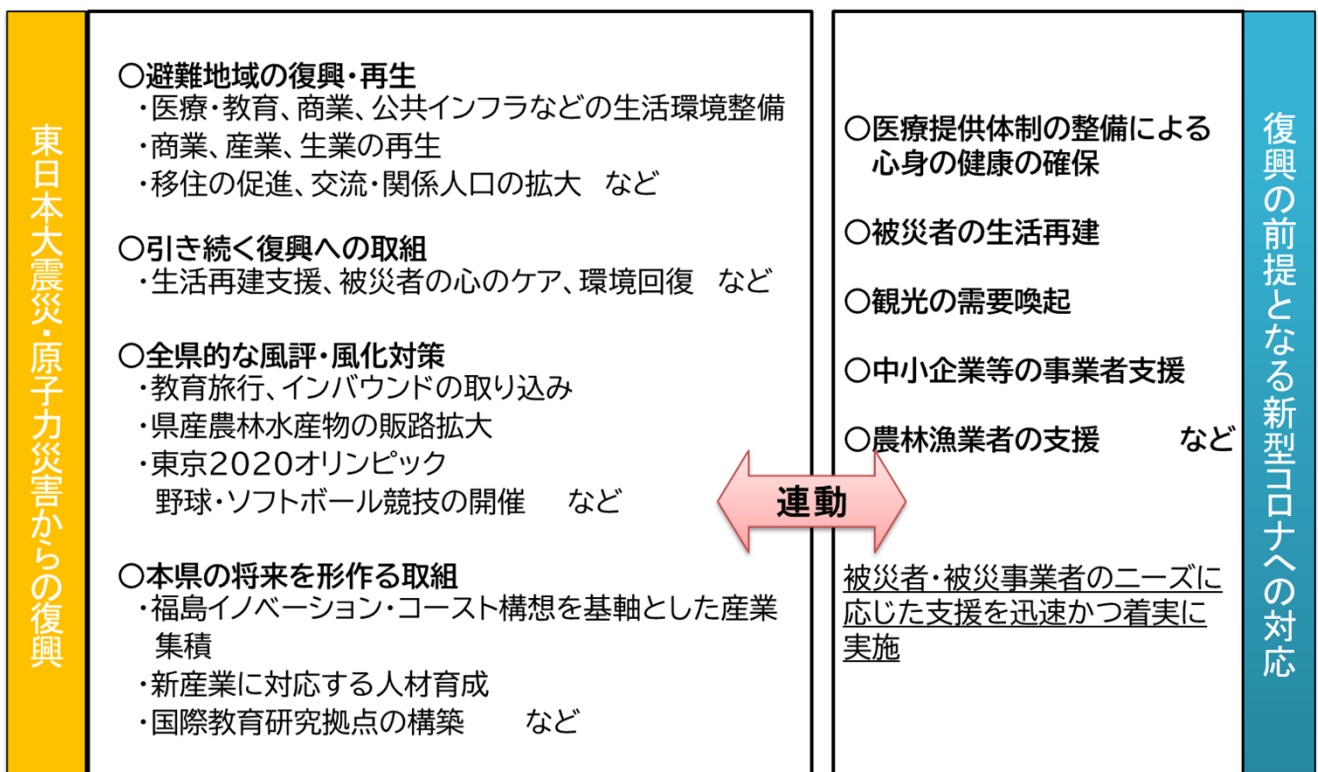 東日本大震災・原子力災害からの復興
○避難地域の復興・再生
・医療・教育、商業、公共インフラなどの生活環境整備
・商業、産業、生業の再生
・移住の促進、交流・関係人口の拡大　など
○引き続く復興への取組
・生活再建支援、被災者の心のケア、環境回復　など
○全県的な風評・風化対策
・教育旅行、インバウンドの取り込み
・県産農林水産物の販路拡大
・東京2020オリンピック
野球・ソフトボール競技の開催　など
○本県の将来を形作る取組
・福島イノベーション・コースト構想を基軸とした産業
集積
・新産業に対応する人材育成
・国際教育研究拠点の構築　など
連動
○医療提供体制の整備による
心身の健康の確保
○被災者の生活再建
○観光の需要喚起
○中小企業等の事業者支援
○農林漁業者の支援　など
被災者・被災事業者のニーズに
応じた支援を迅速かつ着実に
実施
復興の前提となる新型コロナへの対応